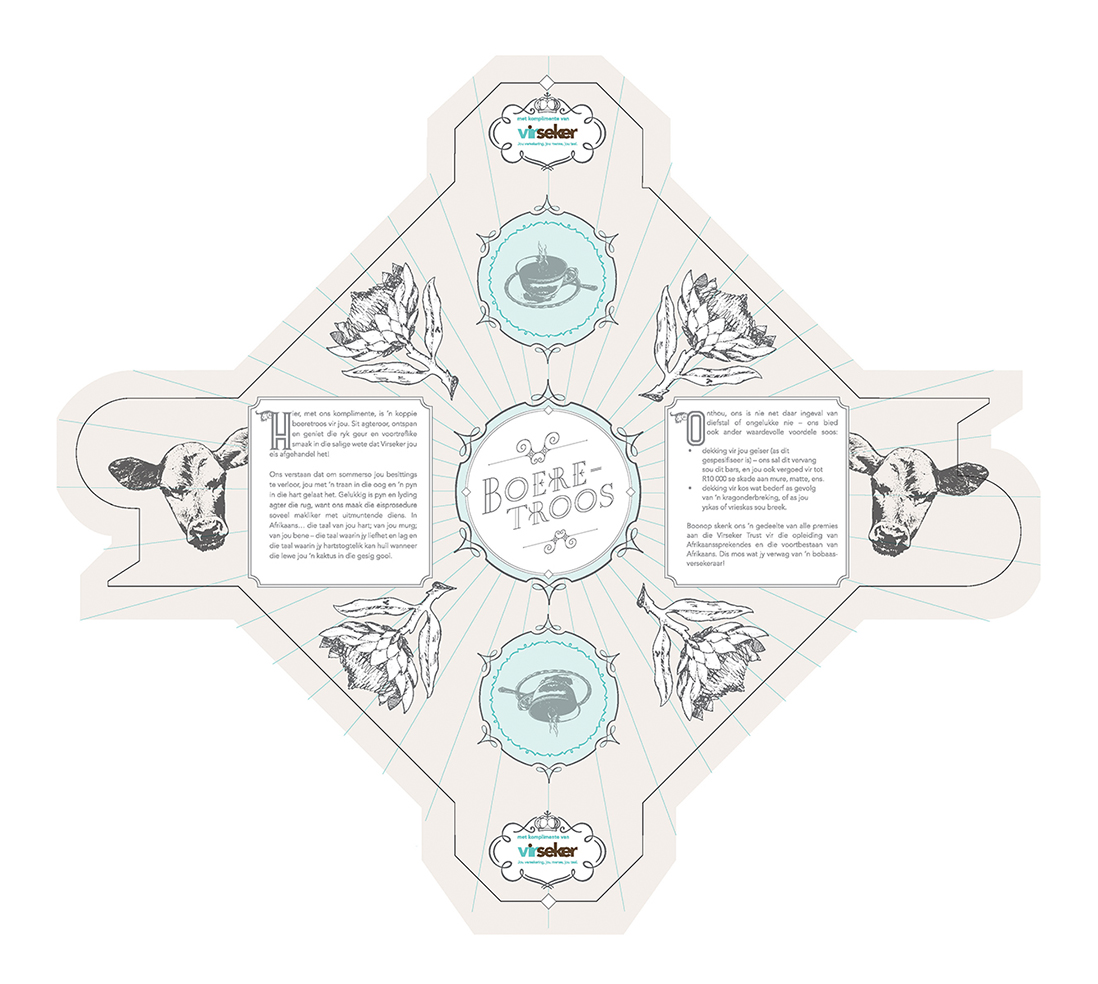 met komplimente van
virseker
Jou versekering, jou mense, jou taal.
Hier, met ons komplimente, is 'n koppie
boeretroos vir jou. Sit agteroor, ontspan
en geniet die ryk geur en voortreflike
smaak in die salige wete dat Virseker jou
eis afgehandel het!
Ons verstaan dat om sommerso jou besittings
te verloor, jou met 'n traan in die oog en 'n pyn
in die hart gelaat het. Gelukkig is pyn en lyding
agter die rug, want ons maak die eisprosedure
soveel makliker met uitmuntende diens. In
Afrikaans... die taal van jou hart; van jou murg;
van jou bene – die taal waarin jy liefhet en lag en
die taal waarin jy hartstogtelik kan huil wanneer
die lewe jou 'n kaktus in die gesig gooi.
BOERE-
TROOS
Onthou, ons is nie net daar ingeval van
diefstal of ongelukke nie – ons bied
ook ander waardevolle voordele soos:
• dekking vir jou geiser (as dit
gespesifiseer is) – ons sal dit vervang
sou dit bars, en jou ook vergoed vir tot
R10 000 se skade aan mure, matte, ens.
• dekking vir kos wat bederf as gevolg
van 'n kragonderbreking, of as jou
yskas of vrieskas sou breek.
Boonop skenk ons 'n gedeelte van alle premies
aan die Virseker Trust vir die opleiding van
Afrikaanssprekendes en die voortbestaan van
Afrikaans. Dis mos wat jy verwag van 'n bobaas-
versekeraar!
met komplimente van
virseker
Jou versekering, jou mense, jou taal.